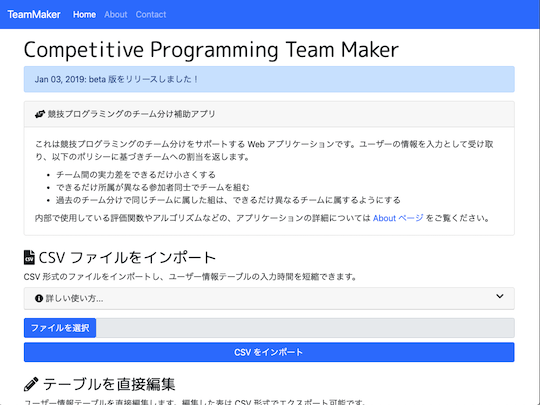 TeamMaker Home About Contact
Competitive Programming Team Maker
Jan 03, 2019: beta 版をリリースしました！
競技プログラミングのチーム分け補助アプリ
これは競技プログラミングのチーム分けをサポートする Web アプリケーションです。ユーザーの情報を入力として受け取
り、以下のポリシーに基づきチームへの割当を返します。
チーム間の実力差をできるだけ小さくする
できるだけ所属が異なる参加者同士でチームを組む
過去のチーム分けで同じチームに属した組は、できるだけ異なるチームに属するようにする
内部で使用している評価関数やアルゴリズムなどの、アプリケーションの詳細については About ページ をご覧ください。
CSV ファイルをインポート
CSV 形式のファイルをインポートし、ユーザー情報テーブルの入力時間を短縮できます。
詳しい使い方...
ファイルを選択
CSV をインポート
テーブルを直接編集
ユーザー情報テーブルを直接編集します。編集した表は CSV 形式でエクスポート可能です。